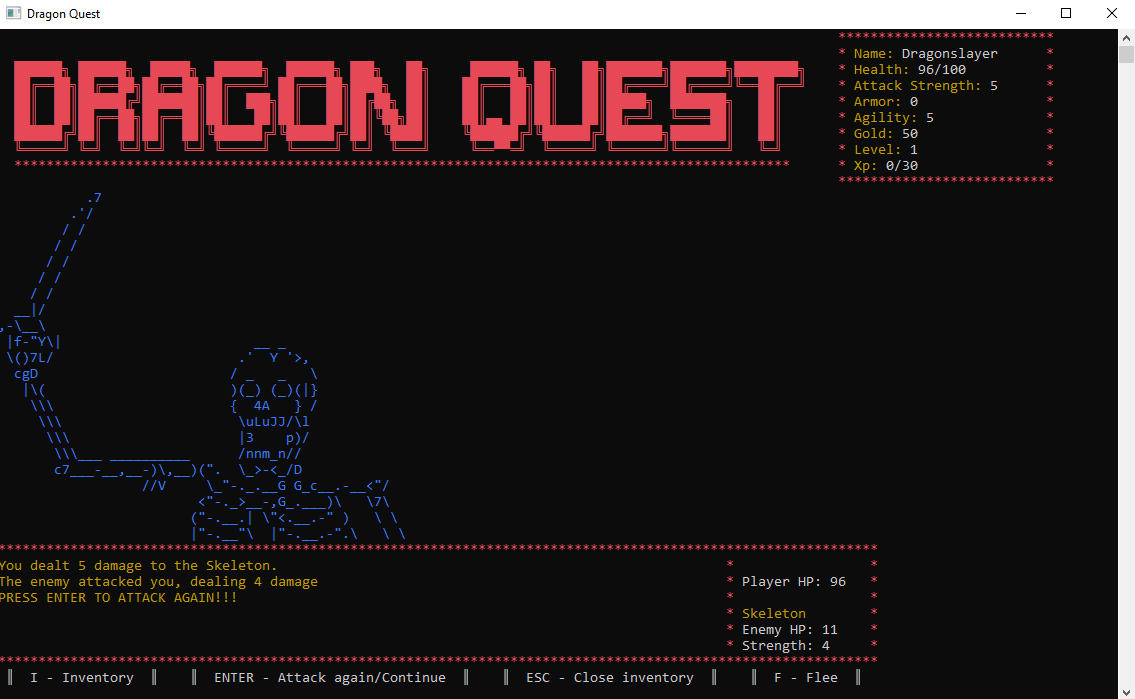 Dragon Quest
DRAGON QUEST
* Name: Dragonslayer *
* Health: 96/100 *
* Attack Strength: 5 *
* Armor: 0 *
* Agility: 5 *
* Gold: 50 *
* Level: 1 *
* Xp: 0/30 *
You dealt 5 damage to the Skeleton.
The enemy attacked you, dealing 4 damage
PRESS ENTER TO ATTACK AGAIN!!!
* Player HP: 96 *
* Skeleton *
* Enemy HP: 11 *
* Strength: 4 *
║ I - Inventory ║ ║ ENTER - Attack again/Continue ║ ║ ESC - Close inventory ║ ║ F - Flee ║